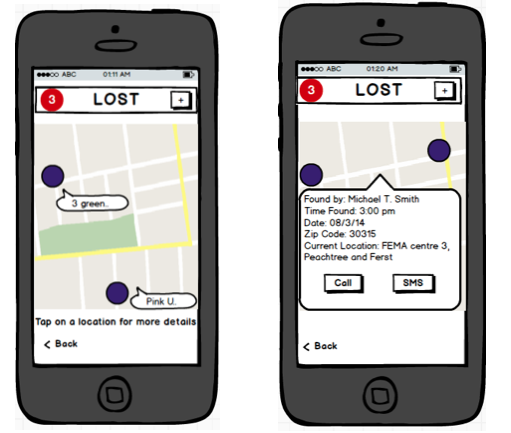 ABC 01:11 AM
3 LOST +
3 green..
Pink U.
Tap on a location for more details
< Back
ABC 01:20 AM
3 LOST +
Found by: Michael T. Smith
Time Found: 3:00 pm
Date: 08/3/14
Zip Code: 30315
Current Location: FEMA centre 3,
Peachtree and Ferst
Call SMS
< Back